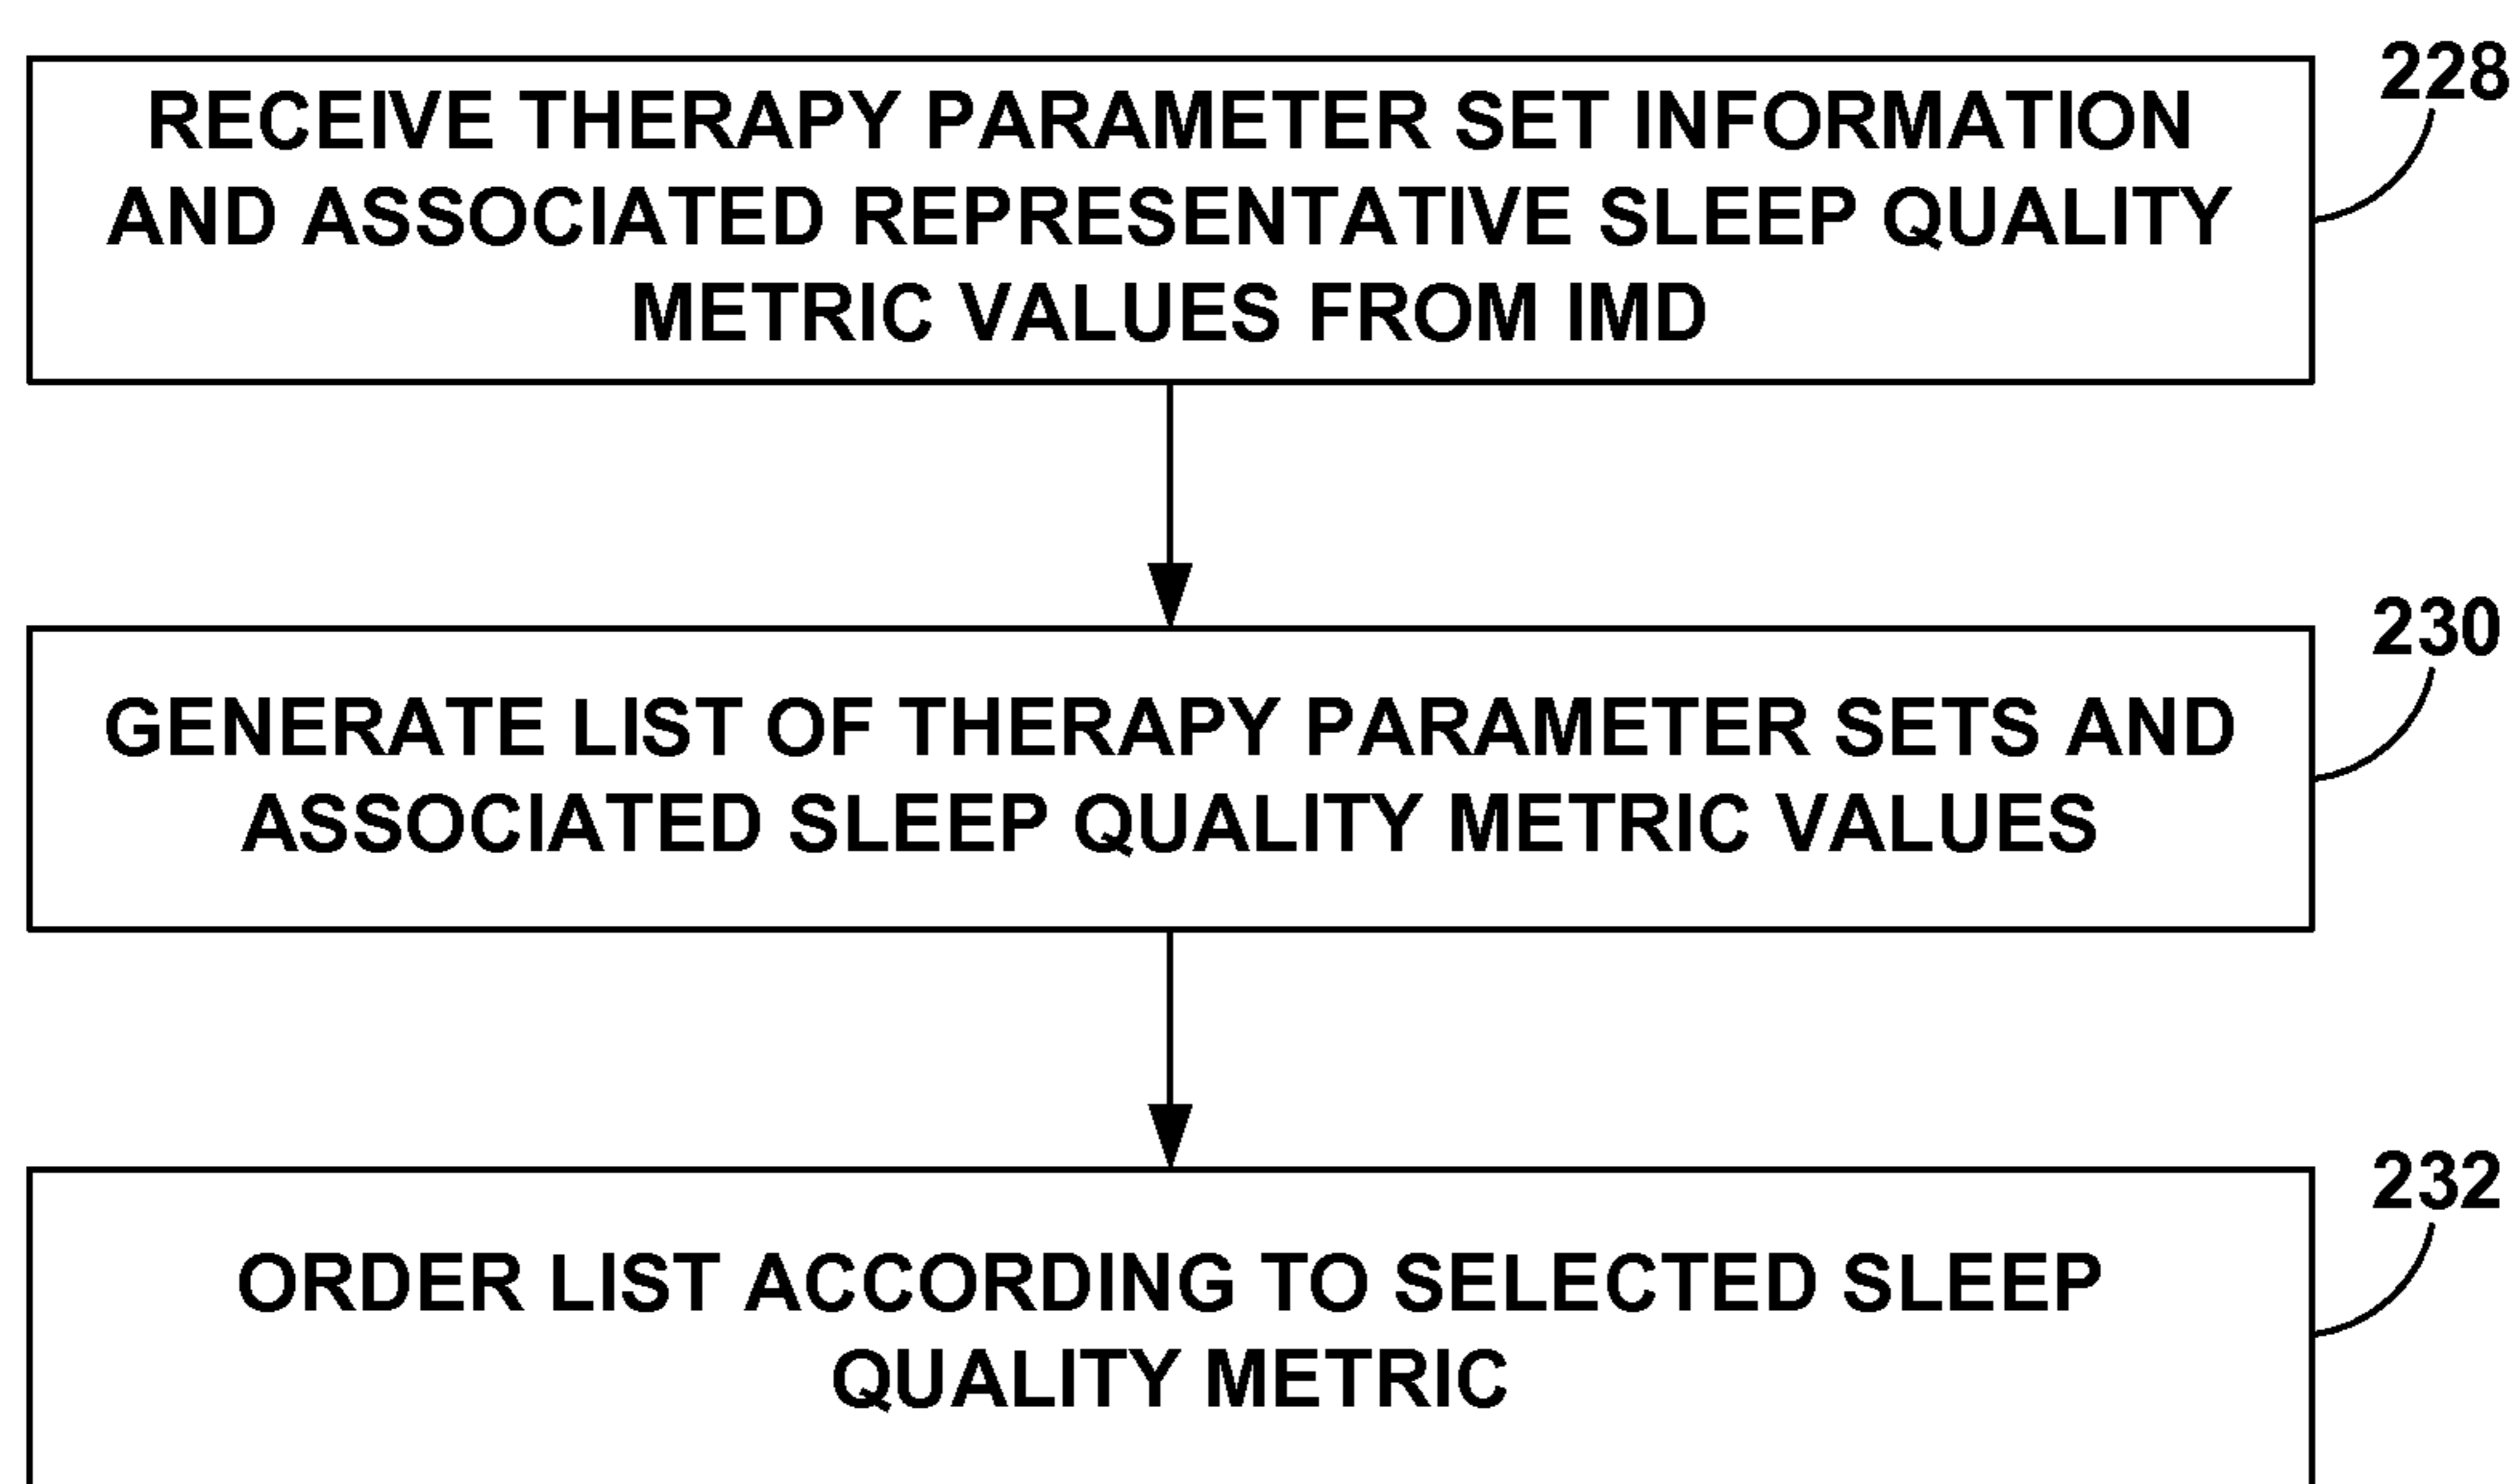 RECEIVE THERAPY PARAMETER SET INFORMATION
AND ASSOCIATED REPRESENTATIVE SLEEP QUALITY
METRIC VALUES FROM IMD
228
GENERATE LIST OF THERAPY PARAMETER SETS AND
ASSOCIATED SLEEP QUALITY METRIC VALUES
230
ORDER LIST ACCORDING TO SELECTED SLEEP
QUALITY METRIC
232